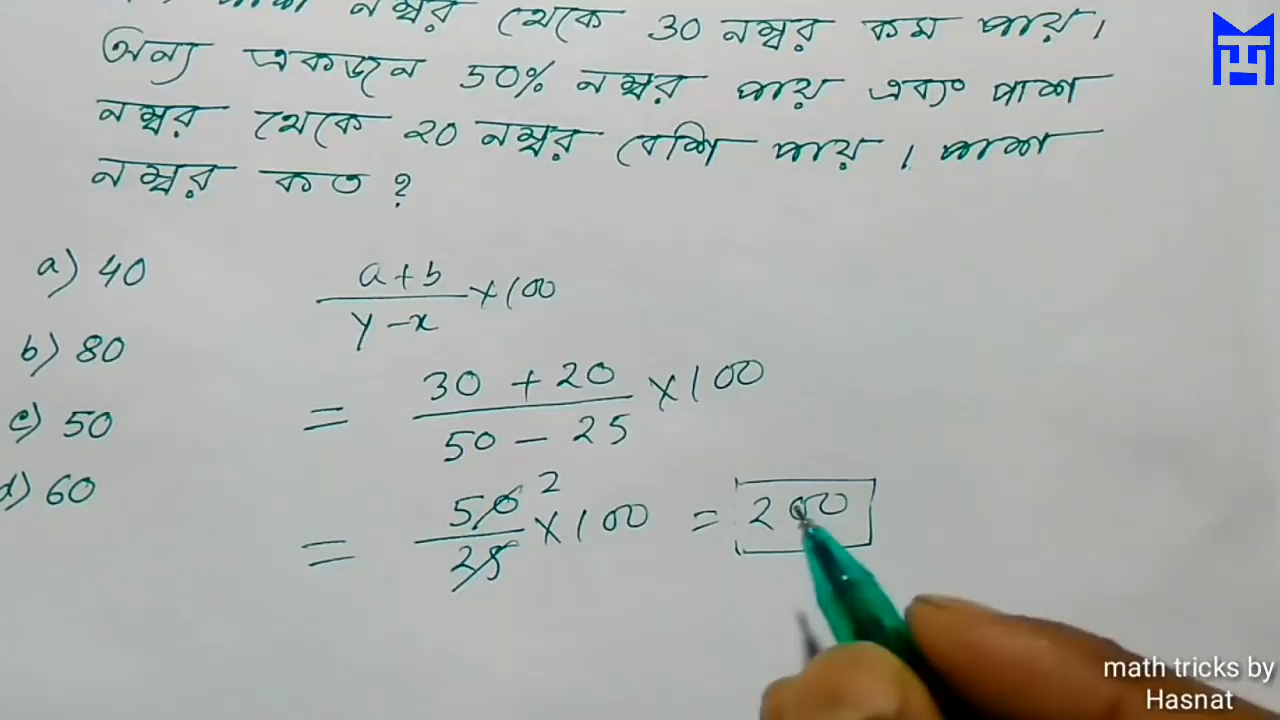 নম্বর থেকে 30 নম্বর কম পায়।
অন্য একজন 50% নম্বর পায় এবং পাশ
নম্বর থেকে 20 নম্বর বেশি পায়। পাশ
নম্বর কত?
a) 40
b) 80
c) 50
d) 60
a + b / y - x × 100
= 30 + 20 / 50 - 25 × 100
= 50 / 25 2 × 100 = 200
math tricks by
Hasnat